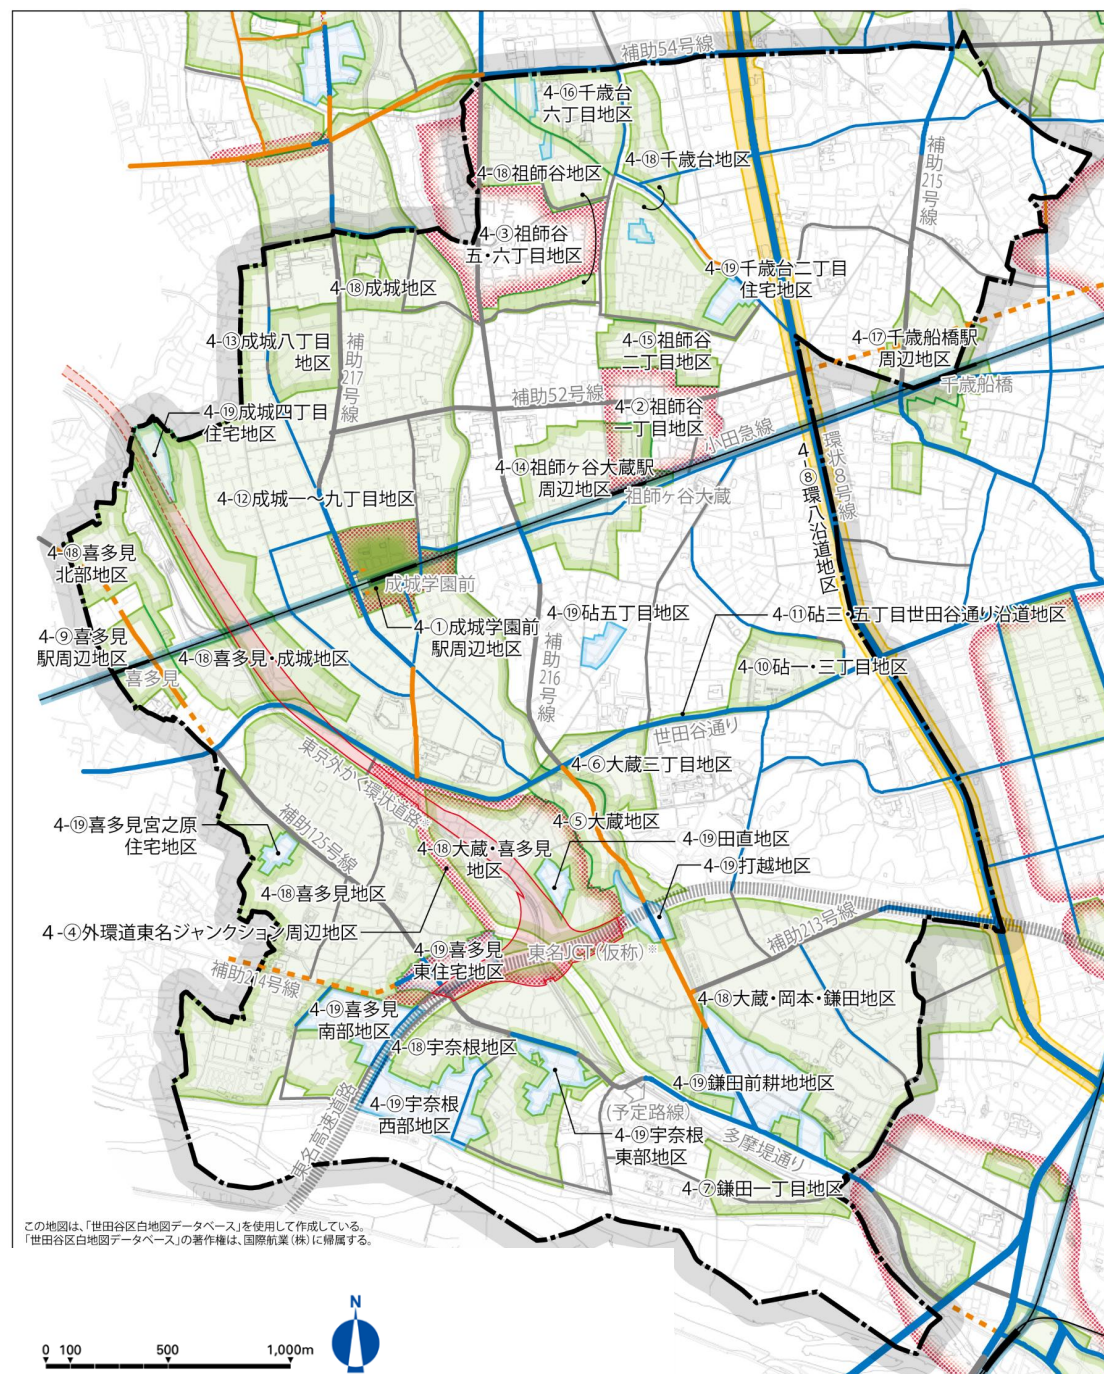 補助54号線
4-⑯千歳台
六丁目地区
4-⑱千歳台地区
4-⑱祖師谷地区
補助215号線
4-③祖師谷
五・六丁目地区
4-⑱成城地区
4-⑲千歳台二丁目
住宅地区
4-⑬成城八丁目
地区
補助217号線
4-⑮祖師谷
二丁目地区
4-⑰千歳船橋駅
周辺地区
千歳船橋
補助52号線
4-②祖師谷
一丁目地区
小田急線
4-⑲成城四丁目
住宅地区
環状8号線
4-⑧環八沿道地区
4-⑭祖師ヶ谷大蔵駅
周辺地区
祖師ヶ谷大蔵
4-⑫成城一～九丁目地区
4-⑱喜多見
北部地区
成城学園前
4-⑲砧五丁目地区
4-⑪砧三・五丁目世田谷通り沿道地区
4-①成城学園前
駅周辺地区
4-⑨喜多見
駅周辺地区
喜多見
4-⑱喜多見・成城地区
補助216号線
4-⑩砧一・三丁目地区
世田谷通り
東京外かく環状道路※
4-⑥大蔵三丁目地区
補助125号線
4-⑤大蔵地区
4-⑲喜多見宮之原
住宅地区
4-⑲田直地区
4-⑱大蔵・喜多見
地区
4-⑲打越地区
4-⑱喜多見地区
4-④外環道東名ジャンクション周辺地区
補助213号線
4-⑲喜多見
東住宅地区
東名JCT（仮称）※
補助214号線
4-⑱大蔵・岡本・鎌田地区
4-⑲喜多見
南部地区
4-⑱宇奈根地区
4-⑲鎌田前耕地地区
4-⑲宇奈根
西部地区
(予定路線)
東名高速道路
4-⑲宇奈根
東部地区
多摩堤通り
4-⑦鎌田一丁目地区
この地図は、「世田谷区白地図データベース」を使用して作成している。
「世田谷区白地図データベース」の著作権は、国際航業（株）に帰属する。
N
0 100 500 1,000m